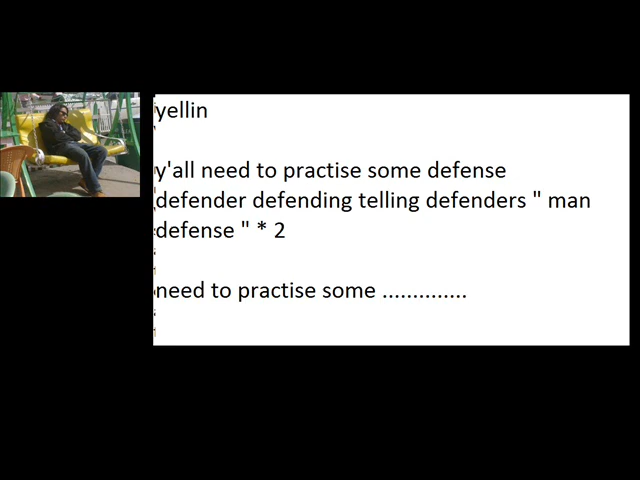 yellin
y'all need to practise some defense
defender defending telling defenders " man
defense " * 2
need to practise some ..............